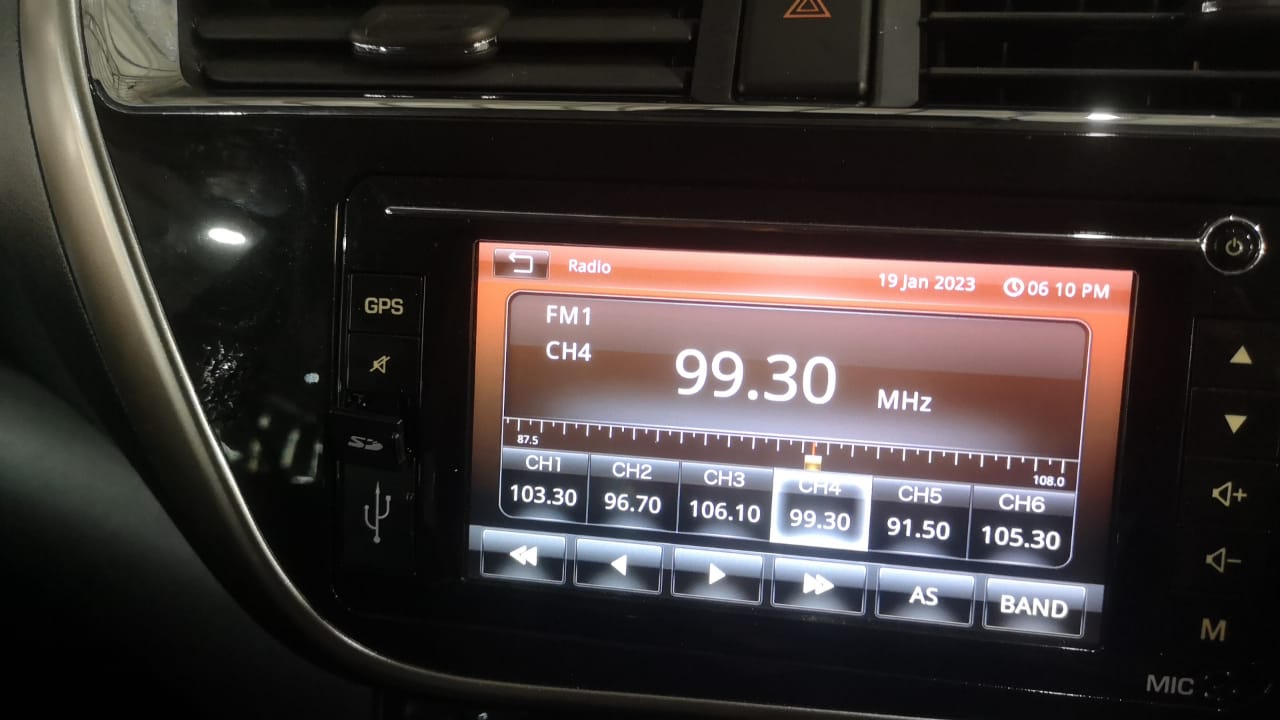 GPS
SD
Radio
19 Jan 2023
06 10 PM
FM1
CH4
99.30 MHz
87.5
108.0
CH1 CH2 CH3 CH4 CH5 CH6
103.30 96.70 106.10 99.30 91.50 105.30
AS BAND
+
-
M
MIC